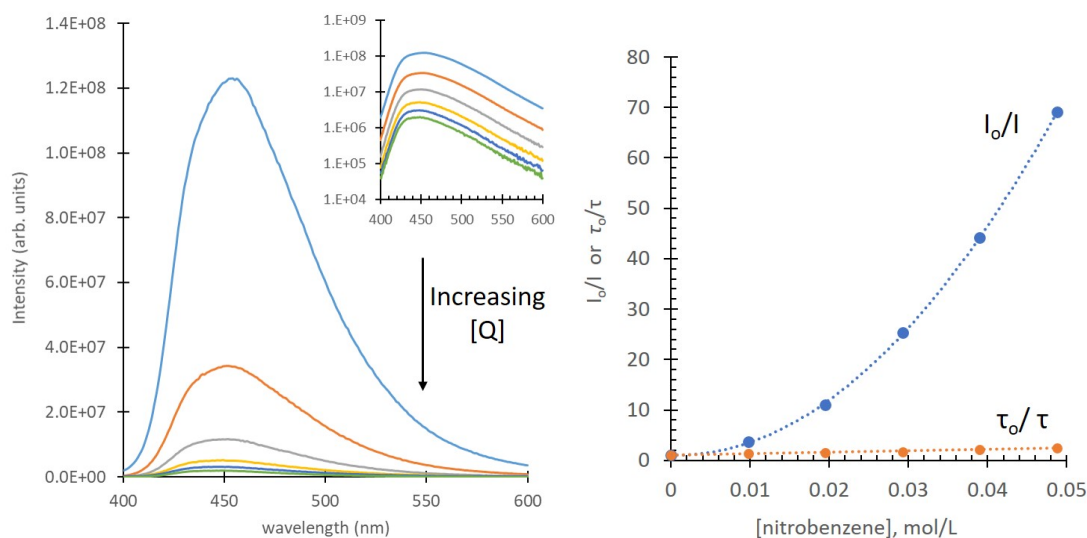 Intensity (arb. units)
1.4E+08
1.2E+08
1.0E+08
8.0E+07
6.0E+07
4.0E+07
2.0E+07
0.0E+00
400
450
500
550
600
wavelength (nm)
1.E+09
1.E+08
1.E+07
1.E+06
1.E+05
1.E+04
400
450
500
550
600
Increasing
[Q]
Iₒ/I or τₒ/τ
80
70
60
50
40
30
20
10
0
0
0.01
0.02
0.03
0.04
0.05
[nitrobenzene], mol/L
Iₒ/I
τₒ/ τ